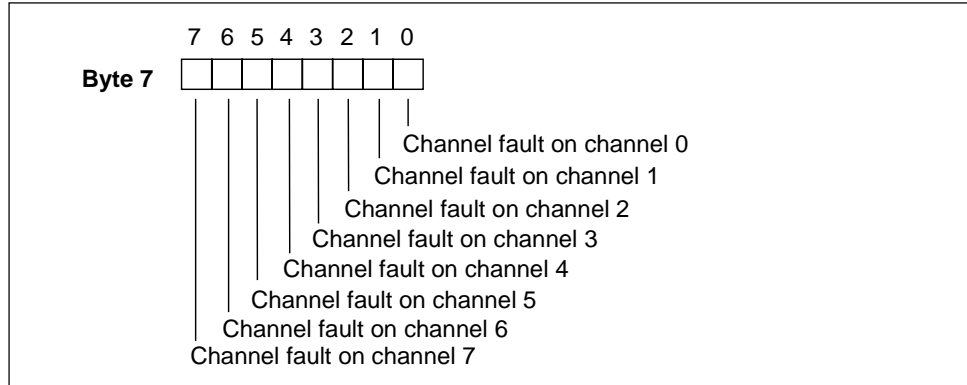 7 6 5 4 3 2 1 0
Byte 7
Channel fault on channel 0
Channel fault on channel 1
Channel fault on channel 2
Channel fault on channel 3
Channel fault on channel 4
Channel fault on channel 5
Channel fault on channel 6
Channel fault on channel 7